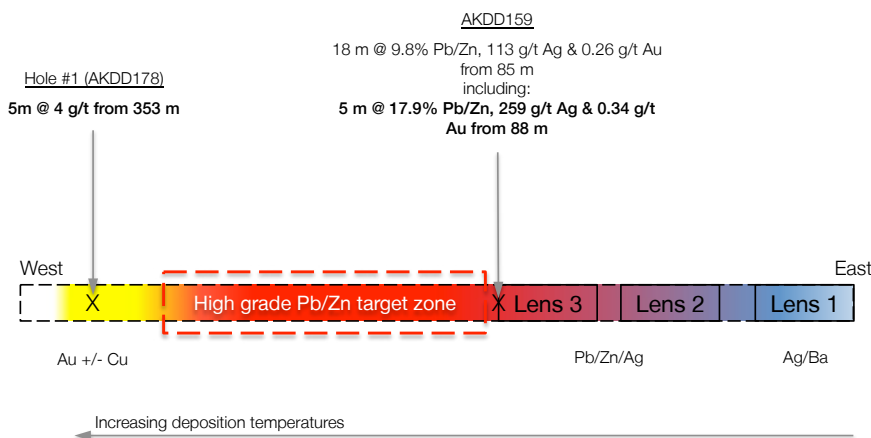 AKDD159
18 m @ 9.8% Pb/Zn, 113 g/t Ag & 0.26 g/t Au
from 85 m
including:
5 m @ 17.9% Pb/Zn, 259 g/t Ag & 0.34 g/t
Au from 88 m
Hole #1 (AKDD178)
5m @ 4 g/t from 353 m
West
East
X
High grade Pb/Zn target zone
X
Lens 3
Lens 2
Lens 1
Au +/- Cu
Pb/Zn/Ag
Ag/Ba
Increasing deposition temperatures